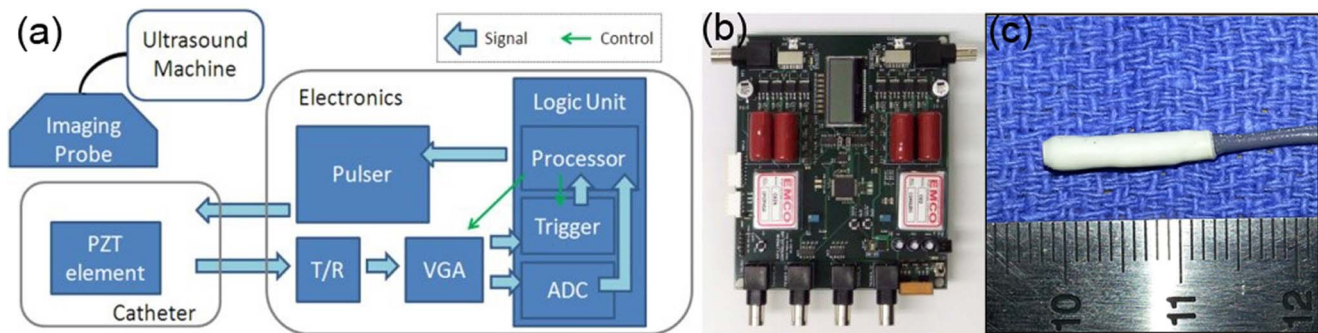 (a)
Ultrasound
Machine
Imaging
Probe
Signal
Control
Electronics
Logic Unit
Pulser
Processor
Trigger
T/R
VGA
ADC
PZT
element
Catheter
(b)
EMCO
EMCO
(c)
10
11
12